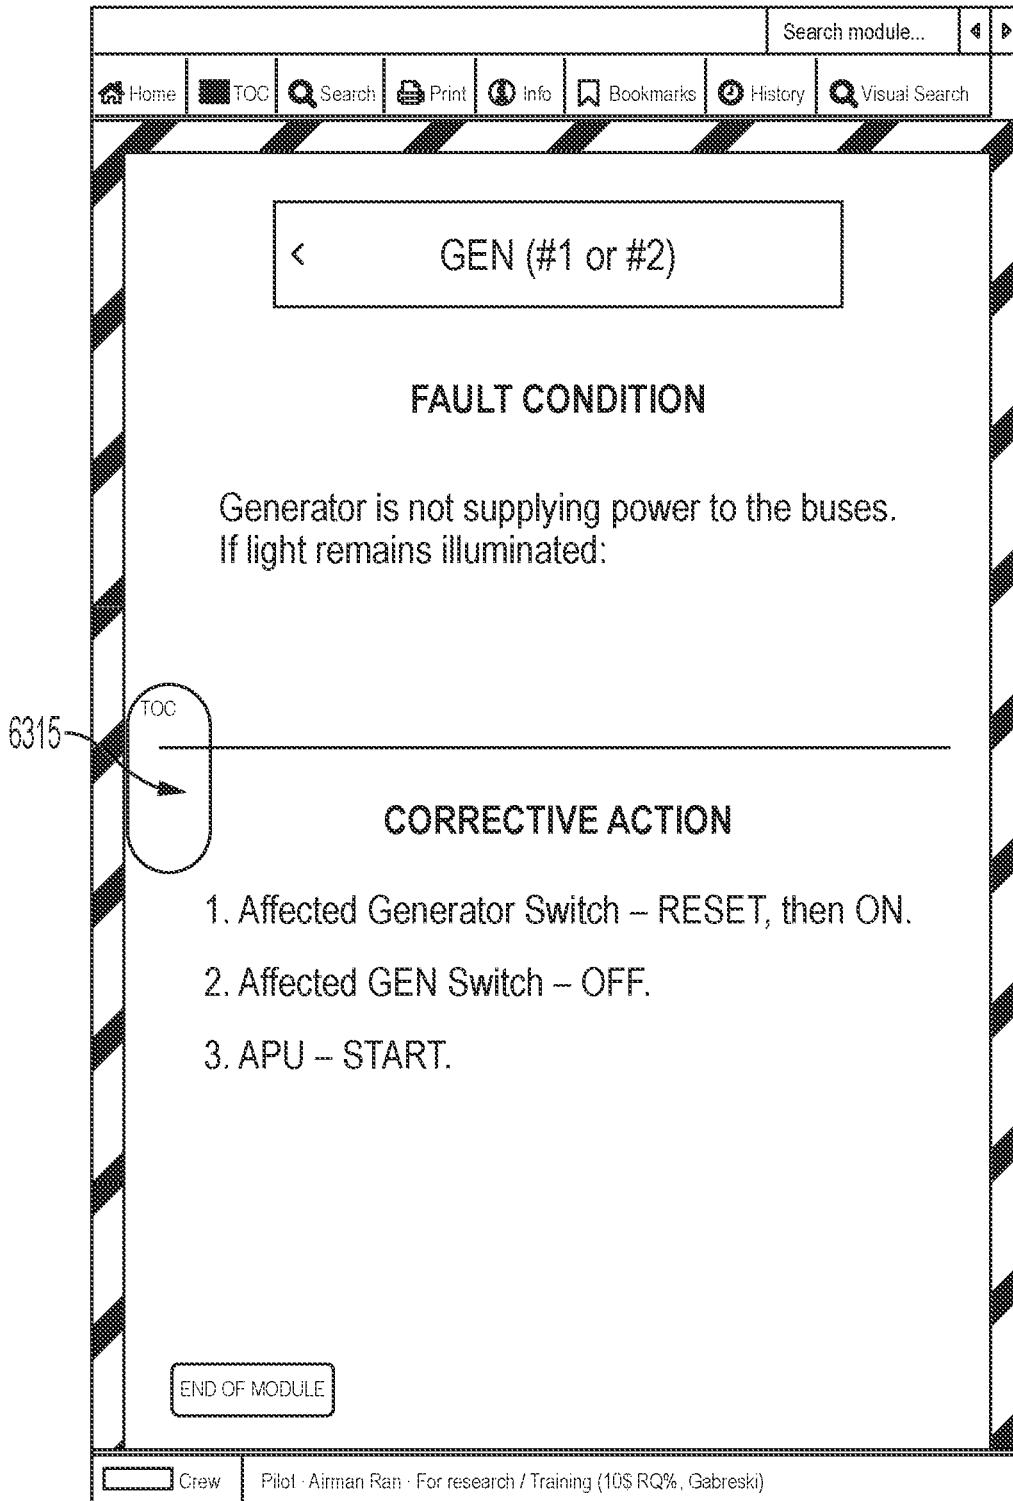 Search module...
Home TOC Search Print Info Bookmarks History Visual Search
< GEN (#1 or #2)
FAULT CONDITION
Generator is not supplying power to the buses.
If light remains illuminated:
TOC
6315
CORRECTIVE ACTION
1. Affected Generator Switch – RESET, then ON.
2. Affected GEN Switch – OFF.
3. APU – START.
END OF MODULE
Crew Pilot · Airman Ran · For research / Training (10$ RQ%, Gabreski)